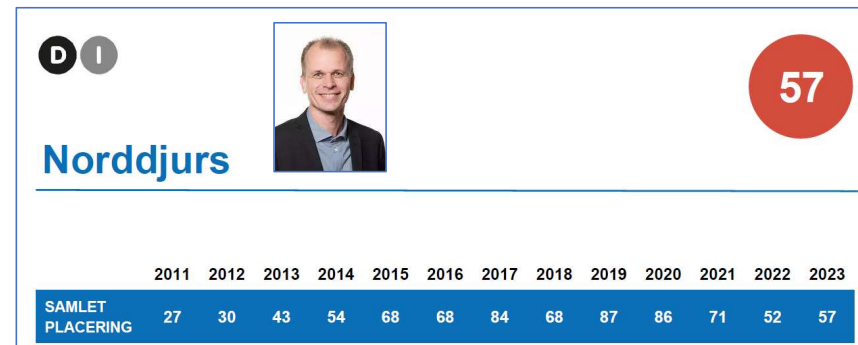 D I
57
Norddjurs
2011 2012 2013 2014 2015 2016 2017 2018 2019 2020 2021 2022 2023
SAMLET
PLACERING 27 30 43 54 68 68 84 68 87 86 71 52 57